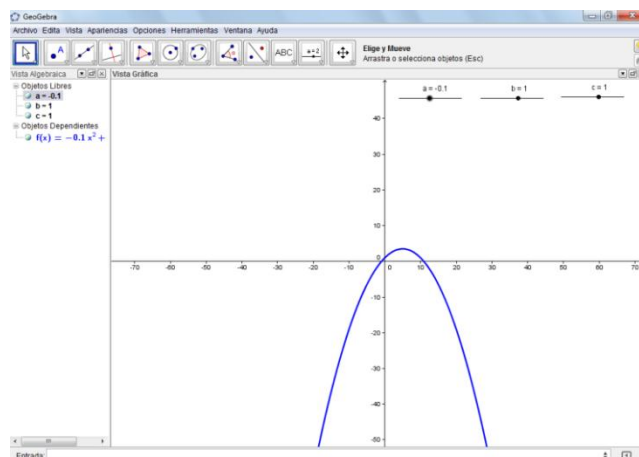 GeoGebra
Archivo Edita Vista Apariencias Opciones Herramientas Ventana Ayuda
A
ABC
a=2
Elige y Mueve
Arrastra o selecciona objetos (Esc)
Vista Algebraica
Vista Gráfica
Objetos Libres
a = -0.1
b = 1
c = 1
Objetos Dependientes
f(x) = −0.1 x² +
a = -0.1
b = 1
c = 1
40
30
20
10
0
-10
-20
-30
-40
-50
-70 -60 -50 -40 -30 -20 -10 0 10 20 30 40 50 60 70
Entrada: